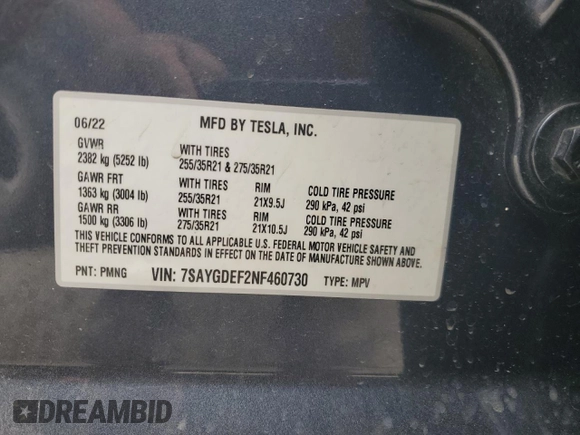 06/22 MFD BY TESLA, INC.
GVWR WITH TIRES
2382 kg (5252 lb) 255/35R21 & 275/35R21
GAWR FRT WITH TIRES RIM COLD TIRE PRESSURE
1363 kg (3004 lb) 255/35R21 21X9.5J 290 kPa, 42 psi
GAWR RR WITH TIRES RIM COLD TIRE PRESSURE
1500 kg (3306 lb) 275/35R21 21X10.5J 290 kPa, 42 psi
THIS VEHICLE CONFORMS TO ALL APPLICABLE U.S. FEDERAL MOTOR VEHICLE SAFETY AND
THEFT PREVENTION STANDARDS IN EFFECT ON THE DATE OF MANUFACTURE SHOWN ABOVE.
PNT: PMNG VIN: 7SAYGDEF2NF460730 TYPE: MPV
DREAMBID